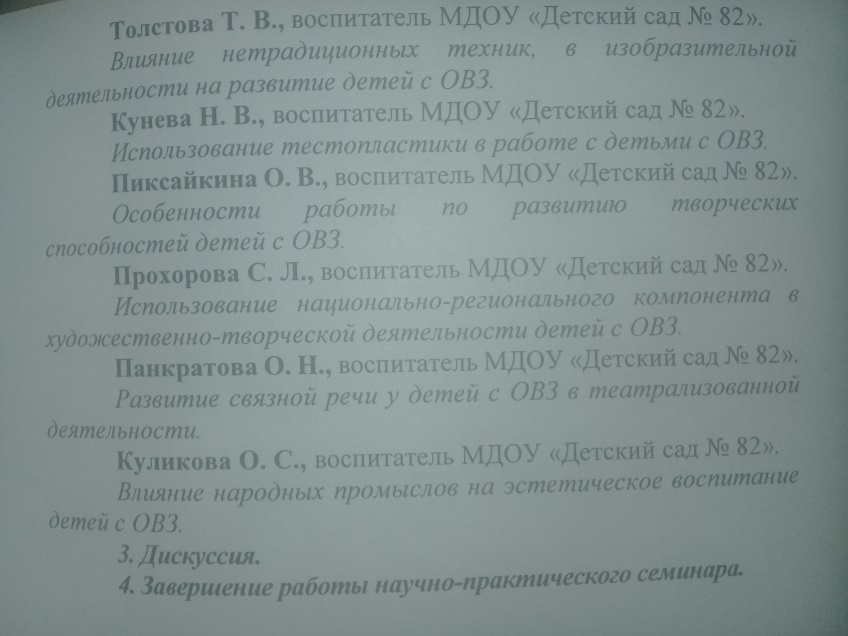 Толстова Т. В., воспитатель МДОУ «Детский сад № 82».
Влияние нетрадиционных техник, в изобразительной
деятельности на развитие детей с ОВЗ.
Кунева Н. В., воспитатель МДОУ «Детский сад № 82».
Использование тестопластики в работе с детьми с ОВЗ.
Пиксайкина О. В., воспитатель МДОУ «Детский сад № 82».
Особенности работы по развитию творческих
способностей детей с ОВЗ.
Прохорова С. Л., воспитатель МДОУ «Детский сад № 82».
Использование национально-регионального компонента в
художественно-творческой деятельности детей с ОВЗ.
Панкратова О. Н., воспитатель МДОУ «Детский сад № 82».
Развитие связной речи у детей с ОВЗ в театрализованной
деятельности.
Куликова О. С., воспитатель МДОУ «Детский сад № 82».
Влияние народных промыслов на эстетическое воспитание
детей с ОВЗ.
3. Дискуссия.
4. Завершение работы научно-практического семинара.